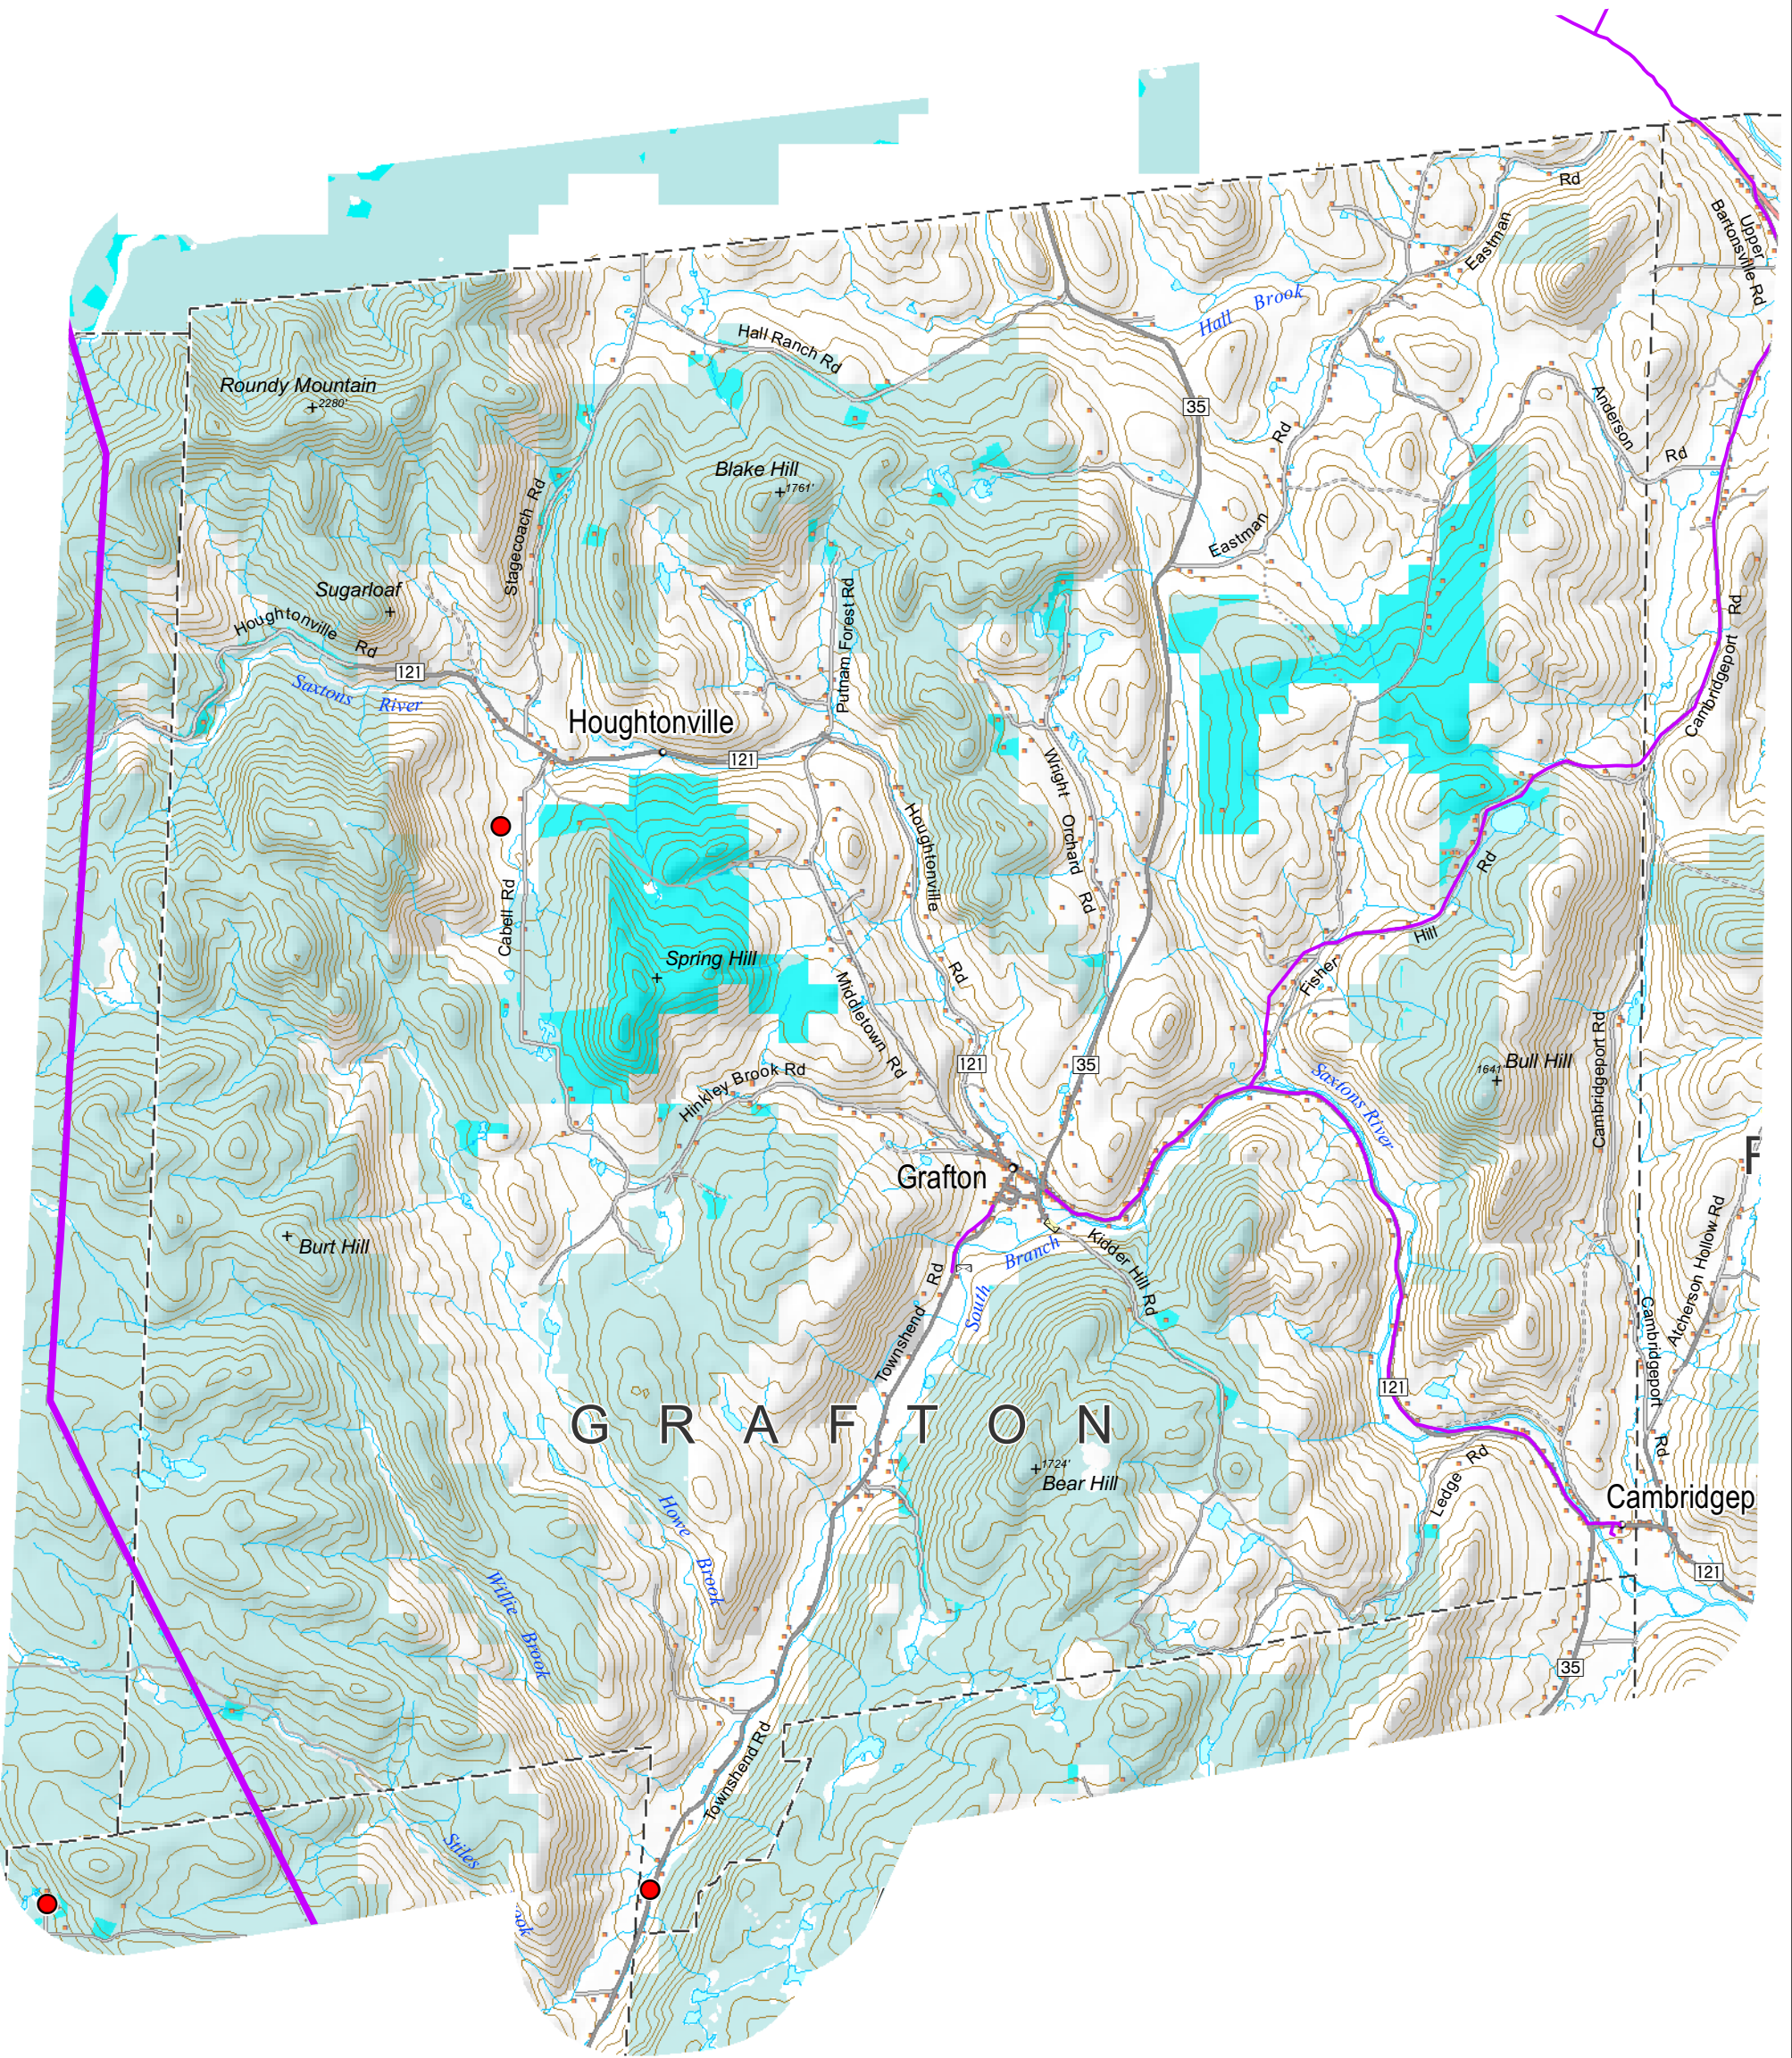 Rd
Upper
Bartonsville Rd
Eastman
Hall Brook
Hall Ranch Rd
Roundy Mountain
2280'
35
Anderson
Rd
Rd
Blake Hill
1761'
Stagecoach Rd
Eastman
Sugarloaf
Houghtonville
Rd
121
Putnam Forest Rd
Cambridgeport Rd
Saxtons River
Houghtonville
121
Wright Orchard Rd
Houghtonville
Rd
Rd
Cabell Rd
Hill
Spring Hill
Fisher
Middletown Rd
121
35
Hinkley Brook Rd
Saxtons River
1641'
Bull Hill
Cambridgeport Rd
Grafton
F
Burt Hill
Kidder Hill Rd
South Branch
Townshend Rd
Atcherson Hollow Rd
Cambridgeport
Rd
121
GRAFTON
1724'
Bear Hill
Ledge Rd
Cambridgep
Howe Brook
Willie Brook
121
35
Townshend Rd
Stiles
ook